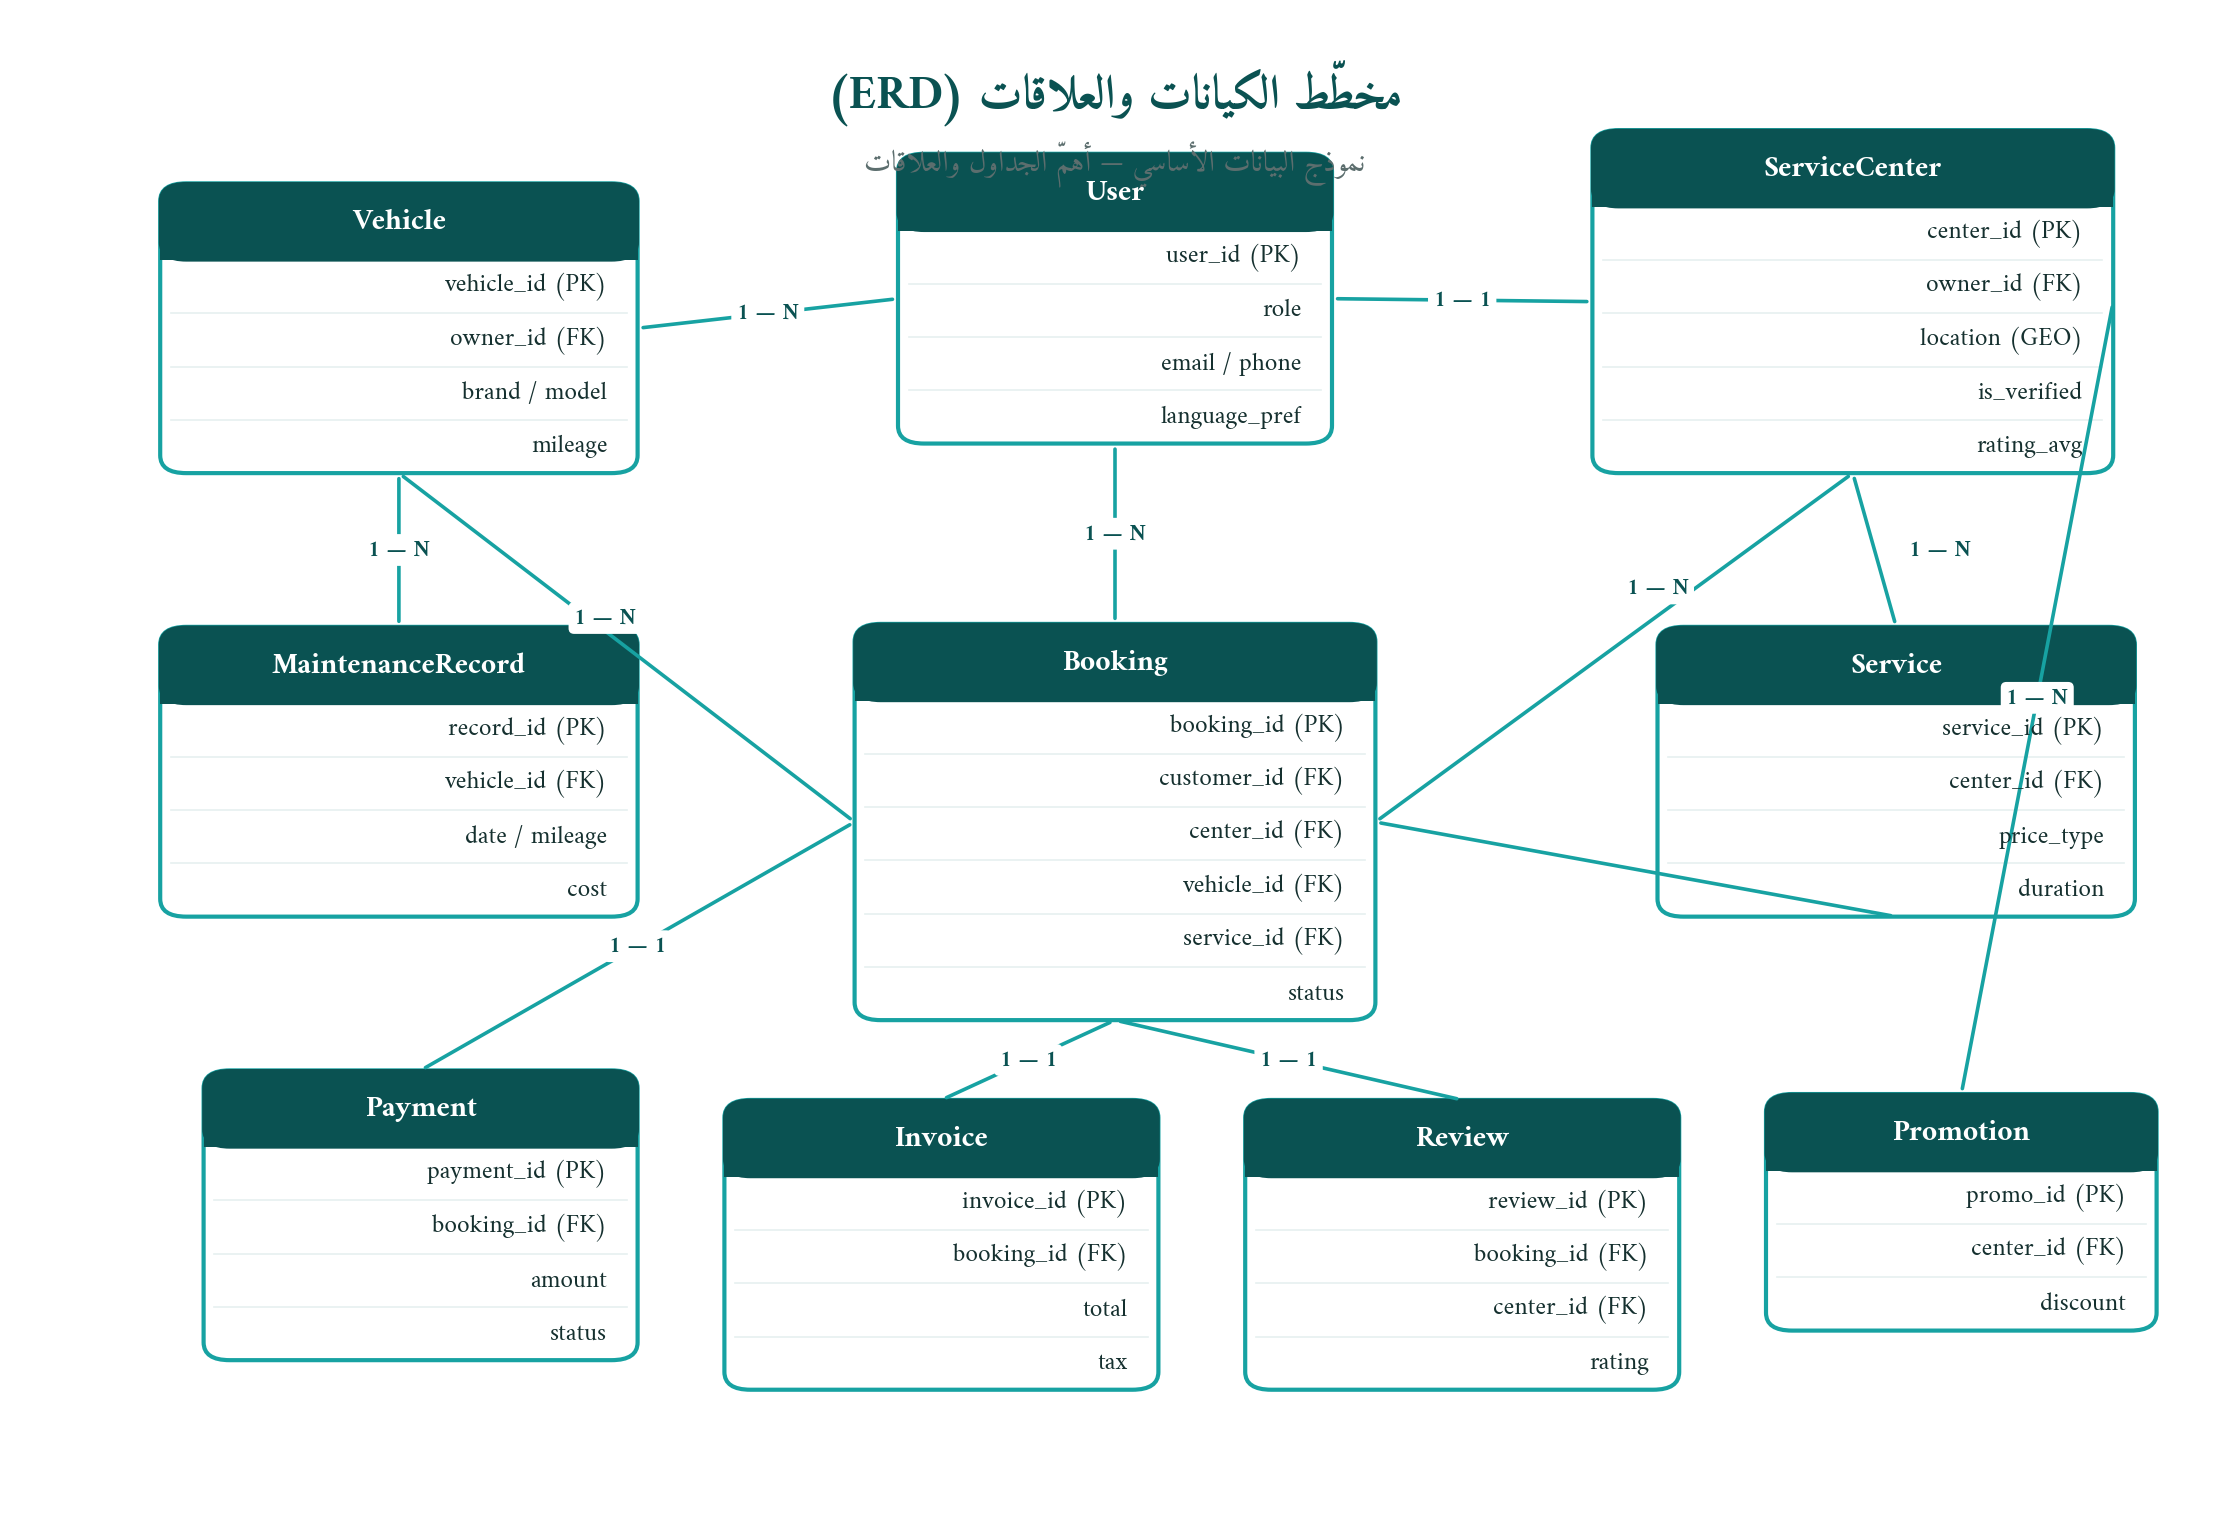 مخطّط الكيانات والعلاقات (ERD)
نموذج البيانات الأساسي — أهمّ الجداول والعلاقات
Vehicle
vehicle_id (PK)
owner_id (FK)
brand / model
mileage
1 — N
User
user_id (PK)
role
email / phone
language_pref
1 — 1
ServiceCenter
center_id (PK)
owner_id (FK)
location (GEO)
is_verified
rating_avg
1 — N
1 — N
1 — N
1 — N
1 — N
MaintenanceRecord
record_id (PK)
vehicle_id (FK)
date / mileage
cost
Booking
booking_id (PK)
customer_id (FK)
center_id (FK)
vehicle_id (FK)
service_id (FK)
status
Service
1 — N
service_id (PK)
center_id (FK)
price_type
duration
1 — 1
1 — 1
1 — 1
Payment
payment_id (PK)
booking_id (FK)
amount
status
Invoice
invoice_id (PK)
booking_id (FK)
total
tax
Review
review_id (PK)
booking_id (FK)
center_id (FK)
rating
Promotion
promo_id (PK)
center_id (FK)
discount